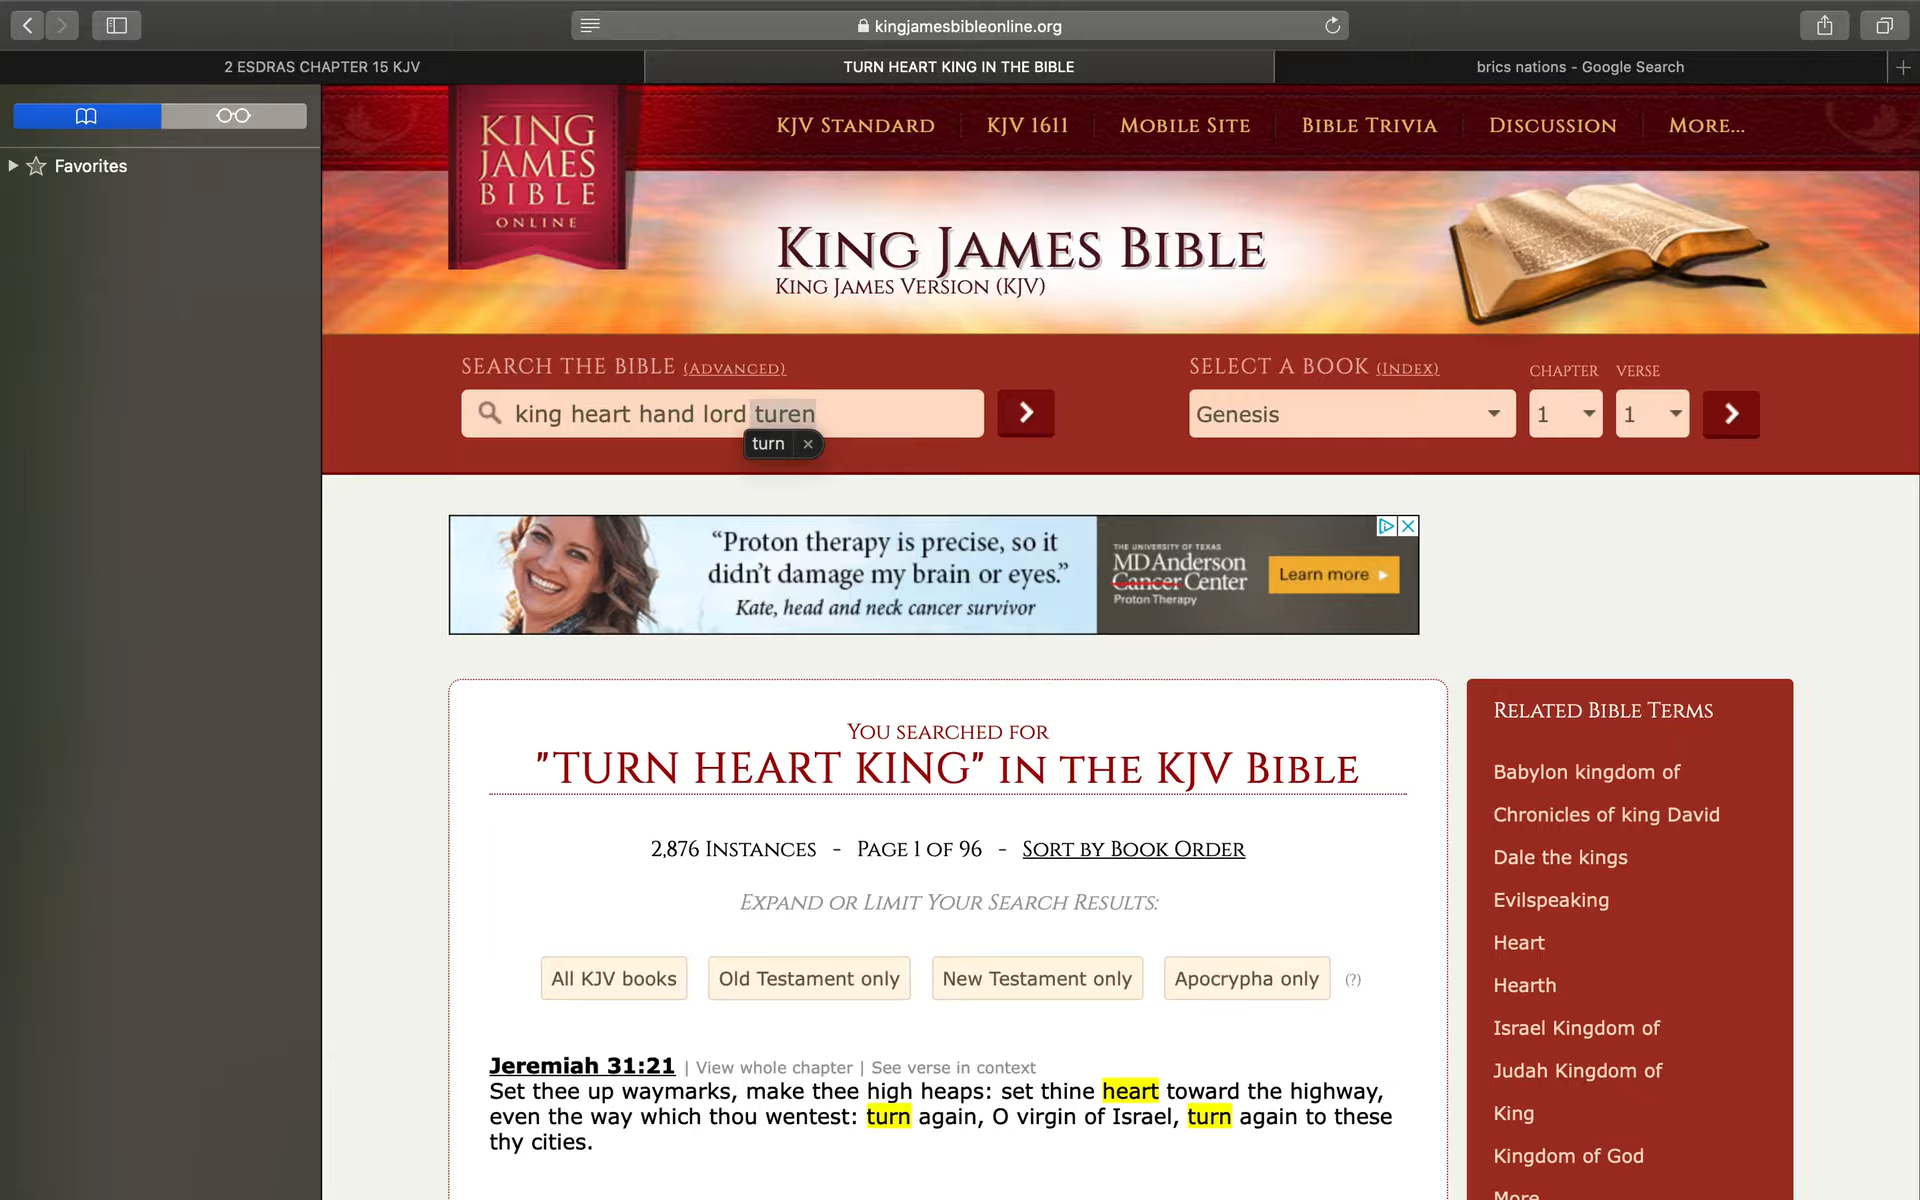 kingjamesbibleonline.org
2 ESDRAS CHAPTER 15 KJV
TURN HEART KING IN THE BIBLE
brics nations - Google Search
Favorites
KING
JAMES
BIBLE
ONLINE
KJV STANDARD
KJV 1611
MOBILE SITE
BIBLE TRIVIA
DISCUSSION
MORE...
KING JAMES BIBLE
KING JAMES VERSION (KJV)
SEARCH THE BIBLE (ADVANCED)
king heart hand lord turen
turn ×
SELECT A BOOK (INDEX)
CHAPTER
VERSE
Genesis
1
1
“Proton therapy is precise, so it
didn’t damage my brain or eyes.”
Kate, head and neck cancer survivor
THE UNIVERSITY OF TEXAS
MD Anderson
Cancer Center
Proton Therapy
Learn more
YOU SEARCHED FOR
"TURN HEART KING" IN THE KJV BIBLE
2,876 INSTANCES - PAGE 1 OF 96 - SORT BY BOOK ORDER
EXPAND OR LIMIT YOUR SEARCH RESULTS:
All KJV books
Old Testament only
New Testament only
Apocrypha only
(?)
Jeremiah 31:21 | View whole chapter | See verse in context
Set thee up waymarks, make thee high heaps: set thine heart toward the highway,
even the way which thou wentest: turn again, O virgin of Israel, turn again to these
thy cities.
RELATED BIBLE TERMS
Babylon kingdom of
Chronicles of king David
Dale the kings
Evilspeaking
Heart
Hearth
Israel Kingdom of
Judah Kingdom of
King
Kingdom of God
More